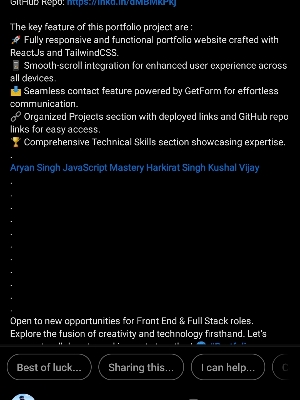 GitHub Repo: https://lnkd.in/dMBMkPkj
The key feature of this portfolio project are :
🚀 Fully responsive and functional portfolio website crafted with
ReactJs and TailwindCSS.
📱 Smooth-scroll integration for enhanced user experience across
all devices.
📩 Seamless contact feature powered by GetForm for effortless
communication.
🔗 Organized Projects section with deployed links and GitHub repo
links for easy access.
🏆 Comprehensive Technical Skills section showcasing expertise.
.
Aryan Singh JavaScript Mastery Harkirat Singh Kushal Vijay
.
.
.
.
.
.
.
.
.
.
.
Open to new opportunities for Front End & Full Stack roles.
Explore the fusion of creativity and technology firsthand. Let's
Best of luck...
Sharing this...
I can help...